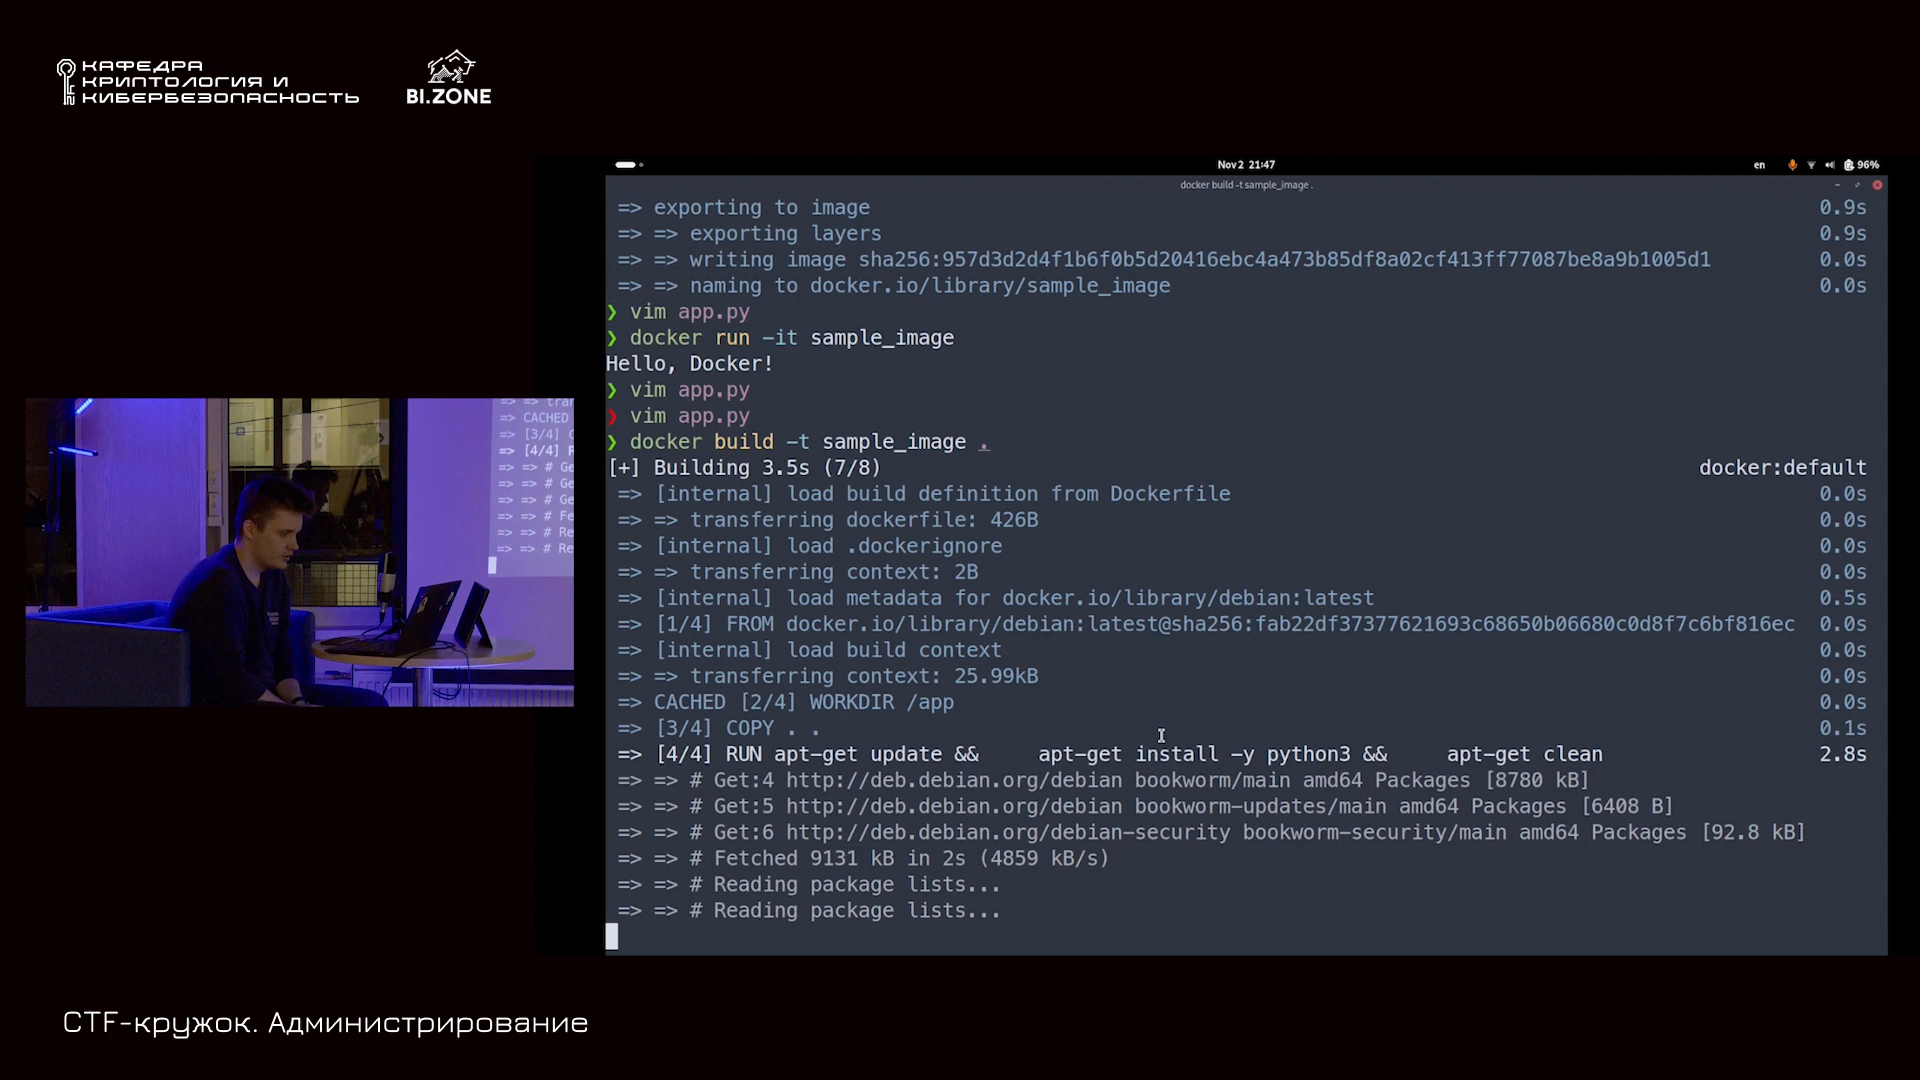 КАФЕДРА
КРИПТОЛОГИЯ И
КИБЕРБЕЗОПАСНОСТЬ
BI.ZONE
Nov 2 21:47
en
96%
docker build -t sample_image .
=> exporting to image 0.9s
=> => exporting layers 0.9s
=> => writing image sha256:957d3d2d4f1b6f0b5d20416ebc4a473b85df8a02cf413ff77087be8a9b1005d1 0.0s
=> => naming to docker.io/library/sample_image 0.0s
❯ vim app.py
❯ docker run -it sample_image
Hello, Docker!
❯ vim app.py
❯ vim app.py
❯ docker build -t sample_image .
[+] Building 3.5s (7/8) docker:default
=> [internal] load build definition from Dockerfile 0.0s
=> => transferring dockerfile: 426B 0.0s
=> [internal] load .dockerignore 0.0s
=> => transferring context: 2B 0.0s
=> [internal] load metadata for docker.io/library/debian:latest 0.5s
=> [1/4] FROM docker.io/library/debian:latest@sha256:fab22df37377621693c68650b06680c0d8f7c6bf816ec 0.0s
=> [internal] load build context 0.0s
=> => transferring context: 25.99kB 0.0s
=> CACHED [2/4] WORKDIR /app 0.0s
=> [3/4] COPY . . 0.1s
=> [4/4] RUN apt-get update && apt-get install -y python3 && apt-get clean 2.8s
=> => # Get:4 http://deb.debian.org/debian bookworm/main amd64 Packages [8780 kB]
=> => # Get:5 http://deb.debian.org/debian bookworm-updates/main amd64 Packages [6408 B]
=> => # Get:6 http://deb.debian.org/debian-security bookworm-security/main amd64 Packages [92.8 kB]
=> => # Fetched 9131 kB in 2s (4859 kB/s)
=> => # Reading package lists...
=> => # Reading package lists...
=> CACHED
=> [3/4] C
=> [4/4] R
=> => # Ge
=> => # Ge
=> => # Ge
=> => # Fe
=> => # Re
=> => # Re
CTF-кружок. Администрирование